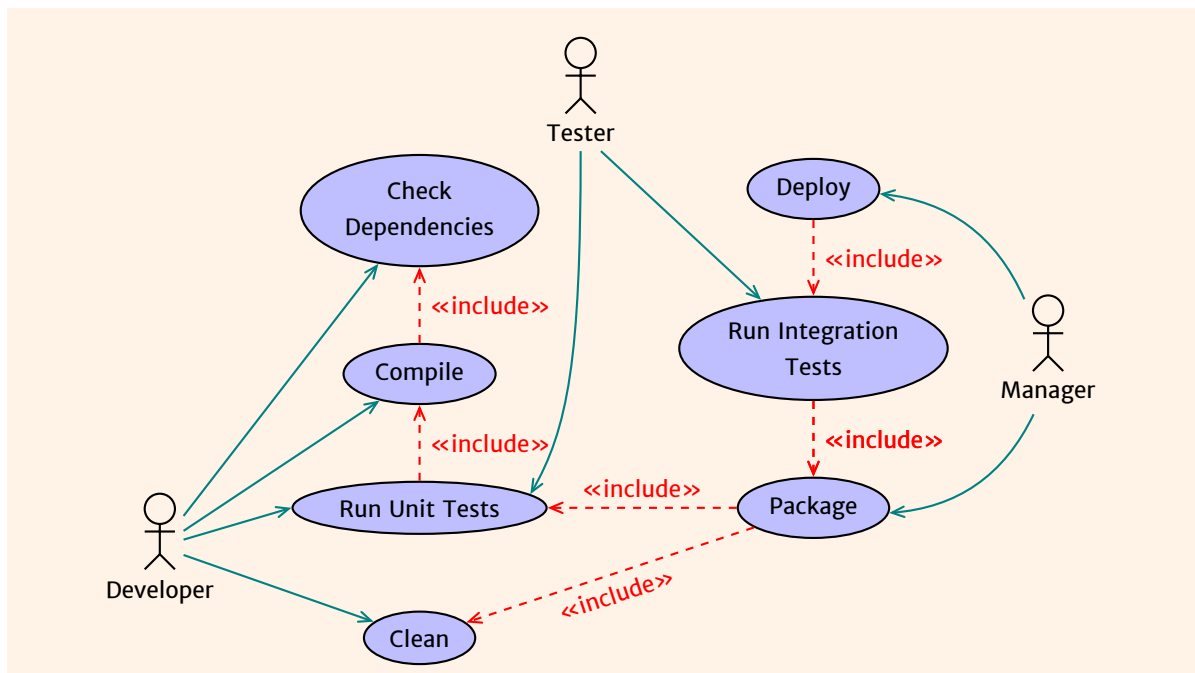 Tester
Check
Dependencies
Deploy
«include»
«include»
Run Integration
Tests
Compile
Manager
«include»
«include»
«include»
Run Unit Tests
Package
Developer
«include»
Clean